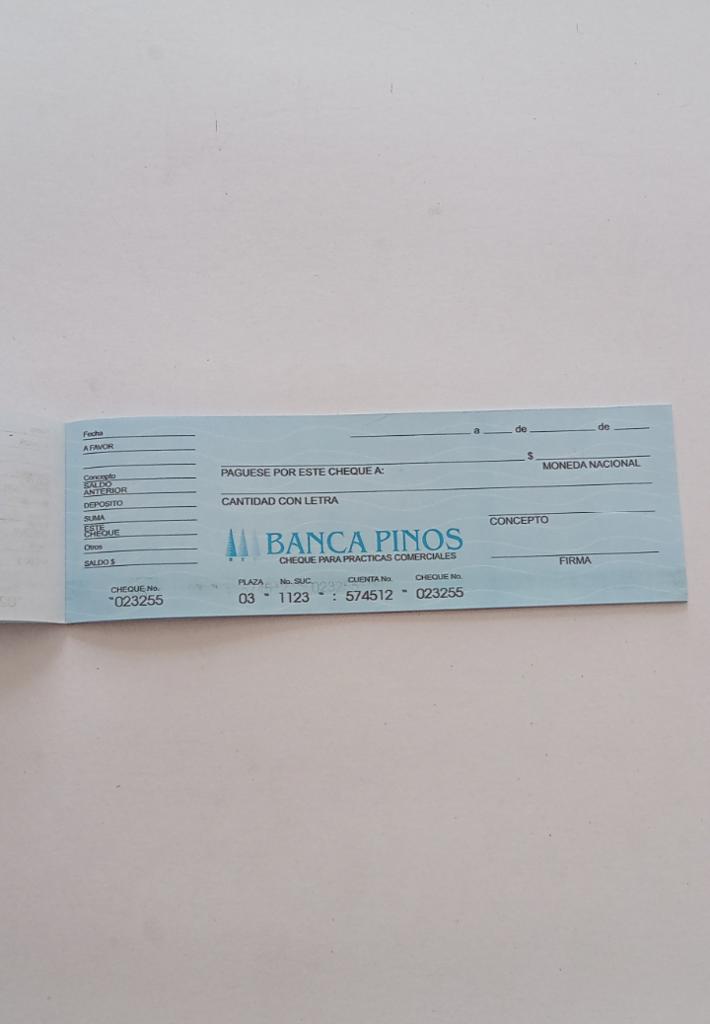 Fecha
A FAVOR
Concepto
SALDO
ANTERIOR
DEPOSITO
SUMA
ESTE
CHEQUE
Otros
SALDO $
CHEQUE No.
"023255
a de de
$
PAGUESE POR ESTE CHEQUE A: MONEDA NACIONAL
CANTIDAD CON LETRA
CONCEPTO
BANCA PINOS
CHEQUE PARA PRACTICAS COMERCIALES
FIRMA
PLAZA No. SUC. CUENTA No. CHEQUE No.
03 " 1123 " : 574512 " 023255